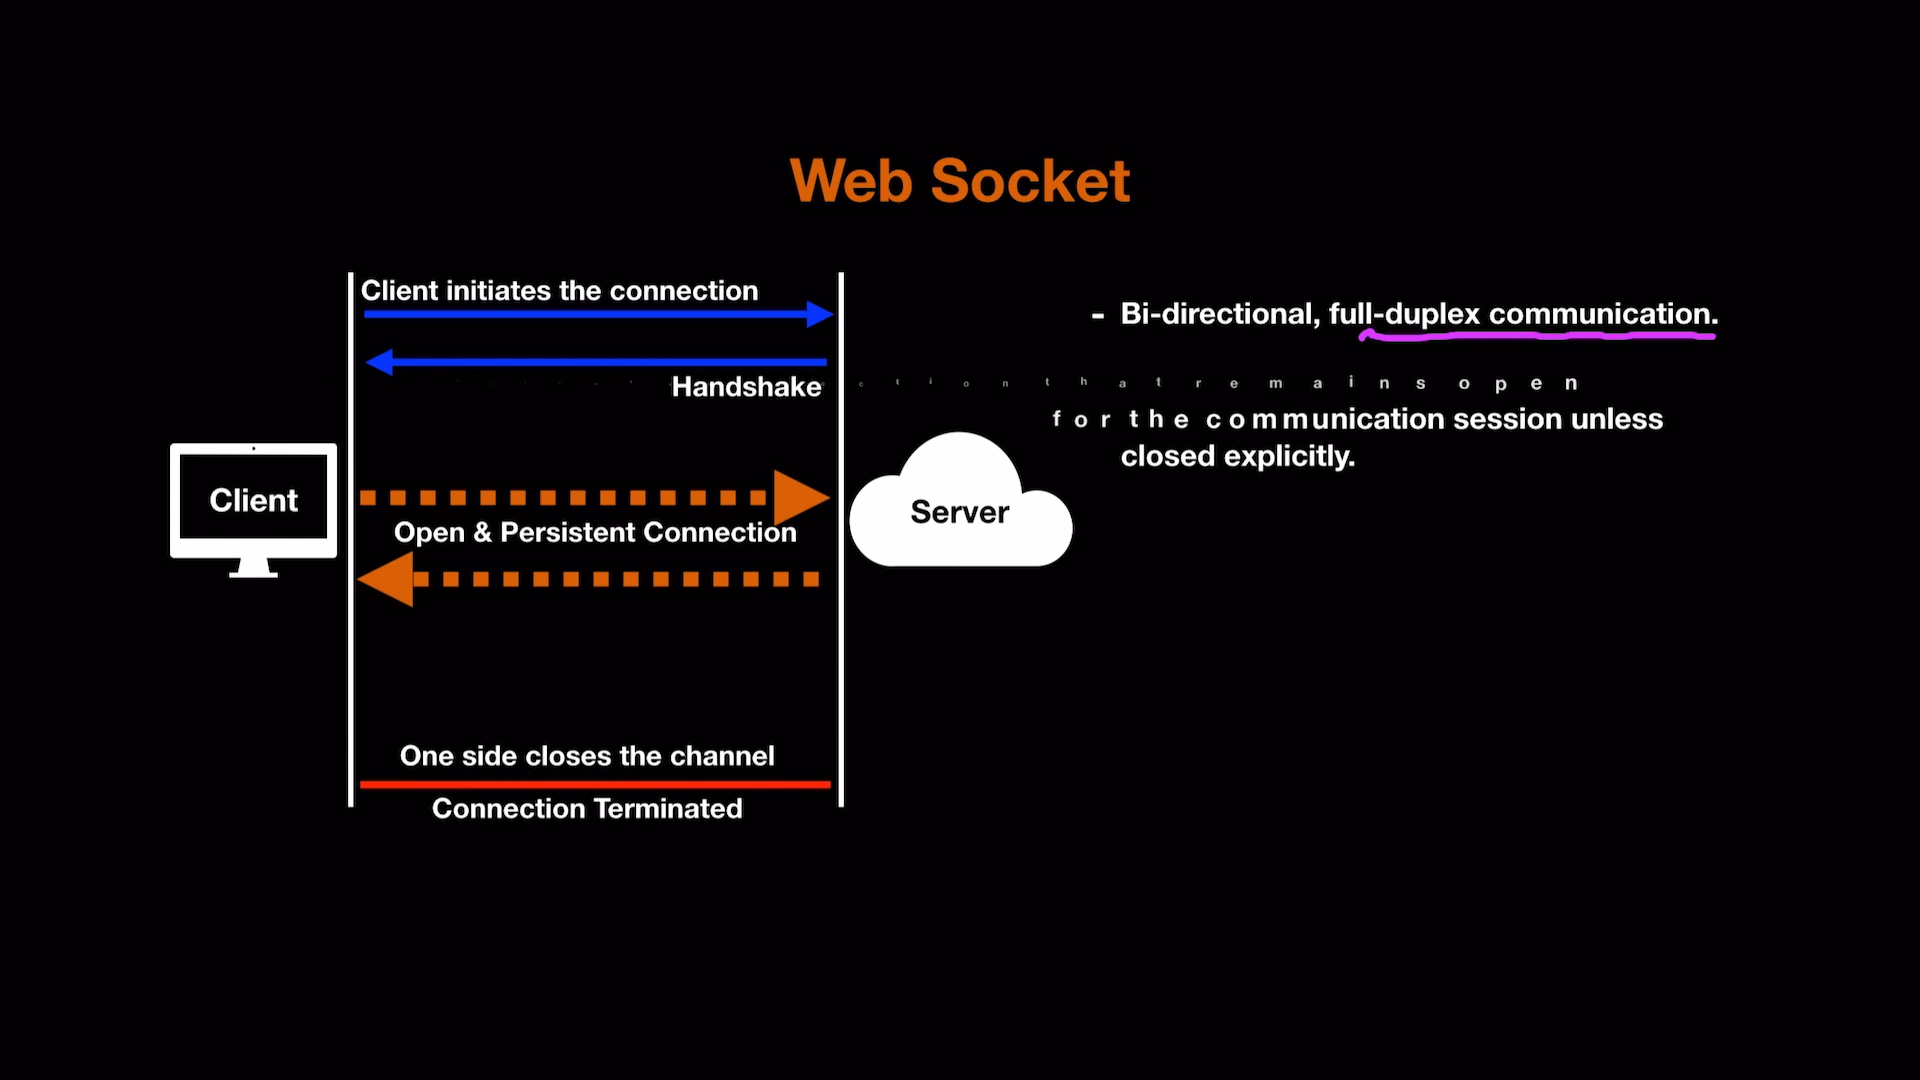 Web Socket
Client initiates the connection
- Bi-directional, full-duplex communication.
Handshake
that remains open
for the communication session unless
closed explicitly.
Client
Server
Open & Persistent Connection
One side closes the channel
Connection Terminated